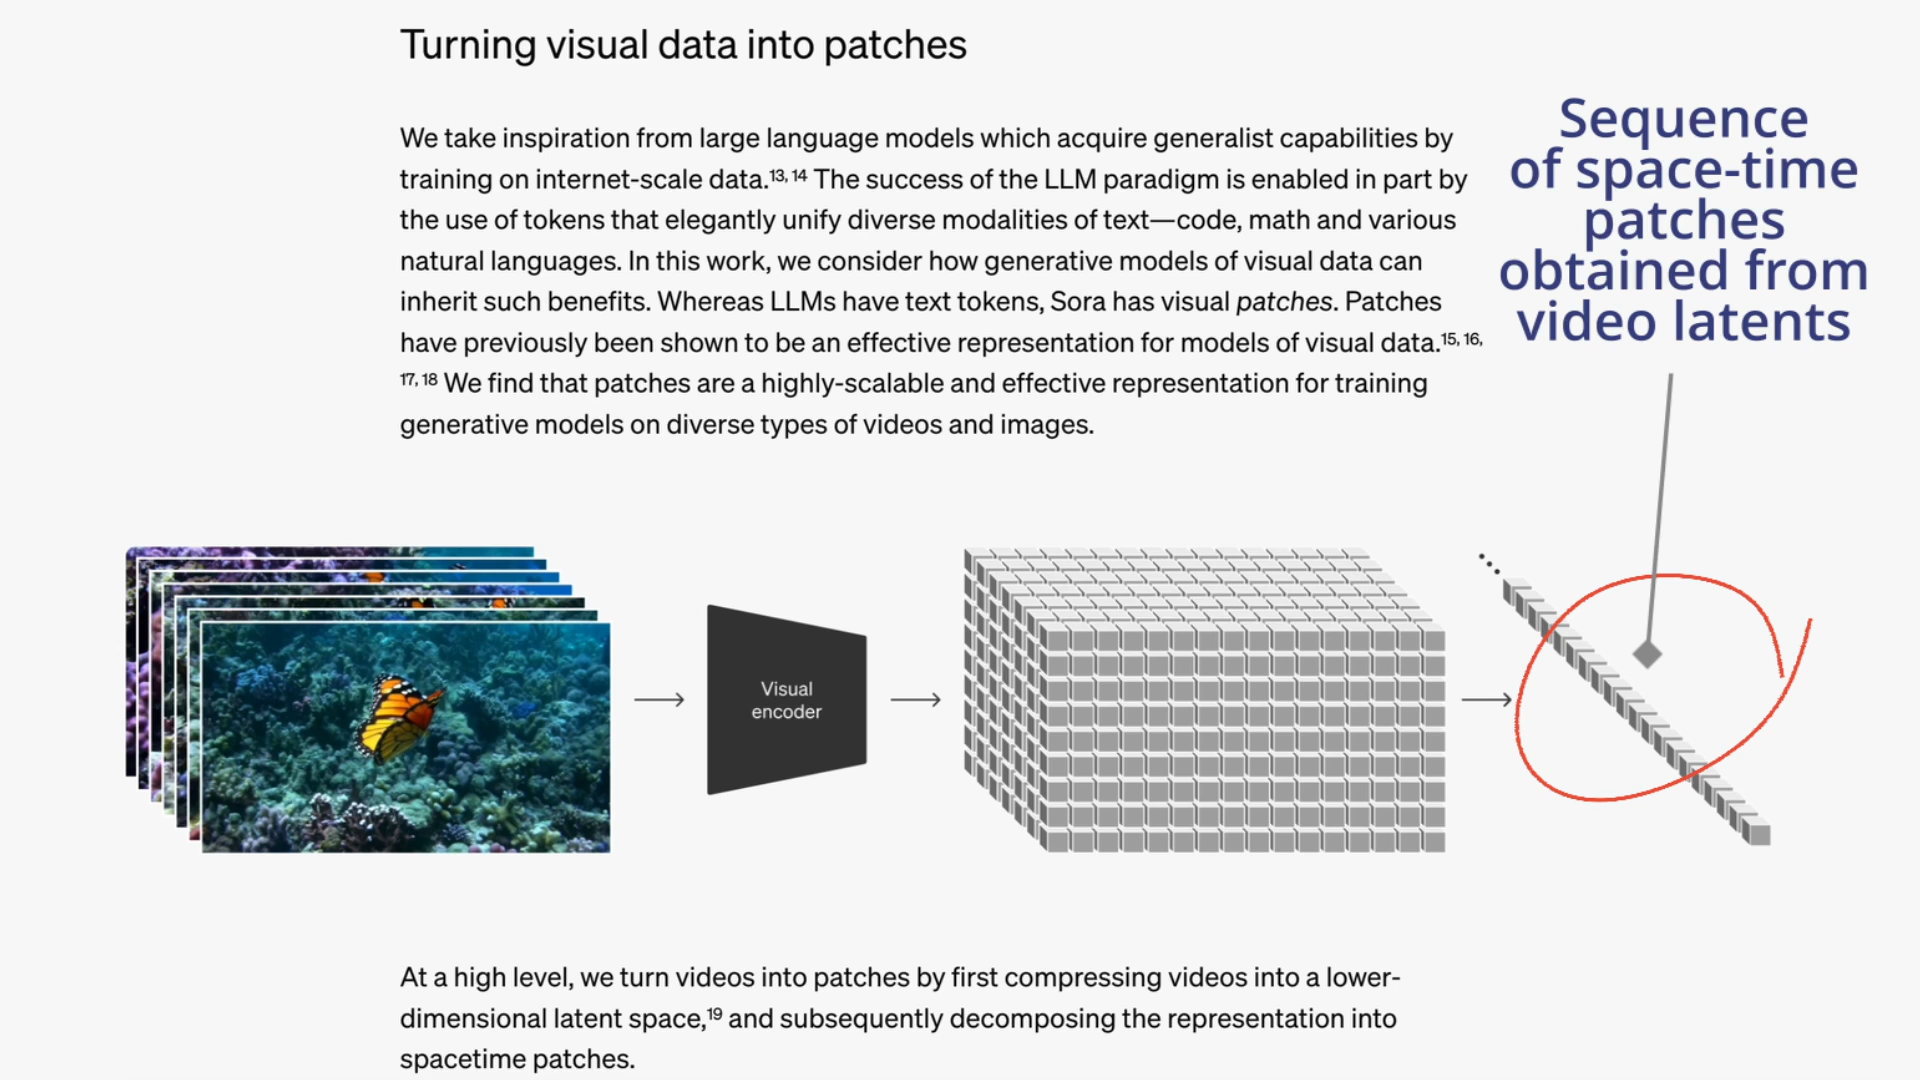 Turning visual data into patches
We take inspiration from large language models which acquire generalist capabilities by
training on internet-scale data.13, 14 The success of the LLM paradigm is enabled in part by
the use of tokens that elegantly unify diverse modalities of text—code, math and various
natural languages. In this work, we consider how generative models of visual data can
inherit such benefits. Whereas LLMs have text tokens, Sora has visual patches. Patches
have previously been shown to be an effective representation for models of visual data.15, 16,
17, 18 We find that patches are a highly-scalable and effective representation for training
generative models on diverse types of videos and images.
Sequence
of space-time
patches
obtained from
video latents
Visual
encoder
At a high level, we turn videos into patches by first compressing videos into a lower-
dimensional latent space,19 and subsequently decomposing the representation into
spacetime patches.